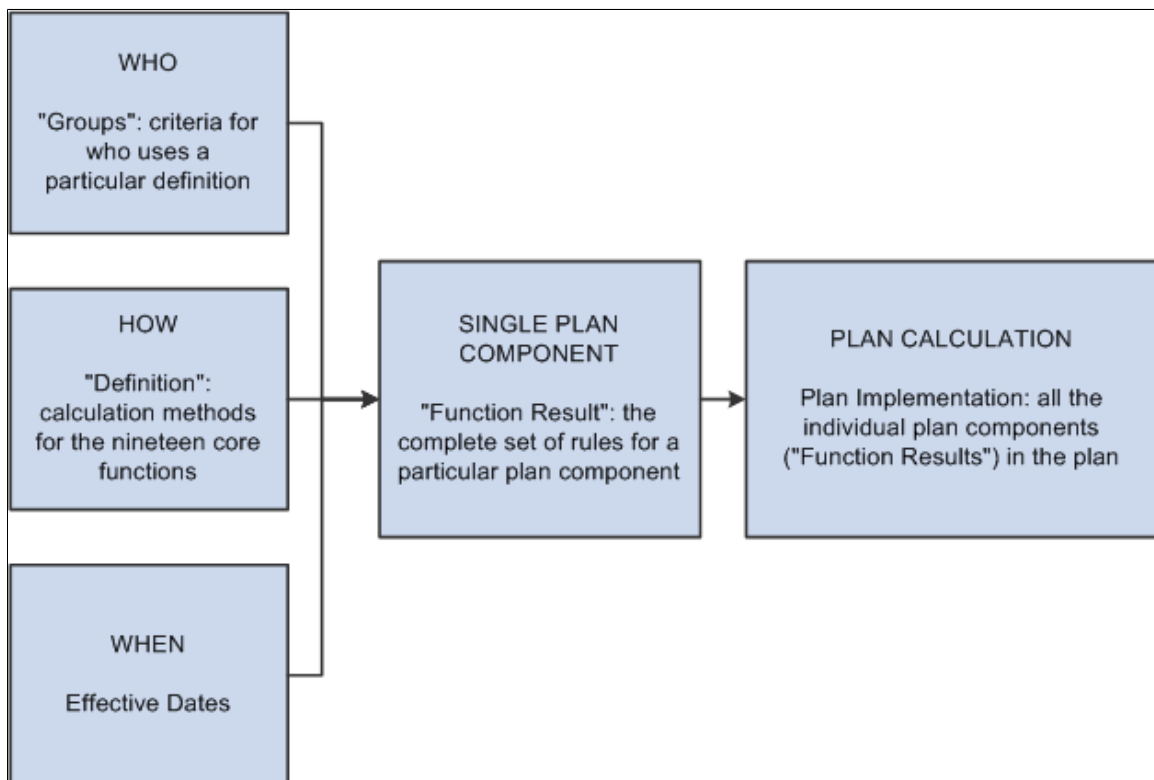 WHO
"Groups": criteria for
who uses a
particular definition
HOW
"Definition":
calculation methods
for the nineteen core
functions
WHEN
Effective Dates
SINGLE PLAN
COMPONENT
"Function Result": the
complete set of rules for a
particular plan component
PLAN CALCULATION
Plan Implementation: all the
individual plan components
("Function Results") in the plan